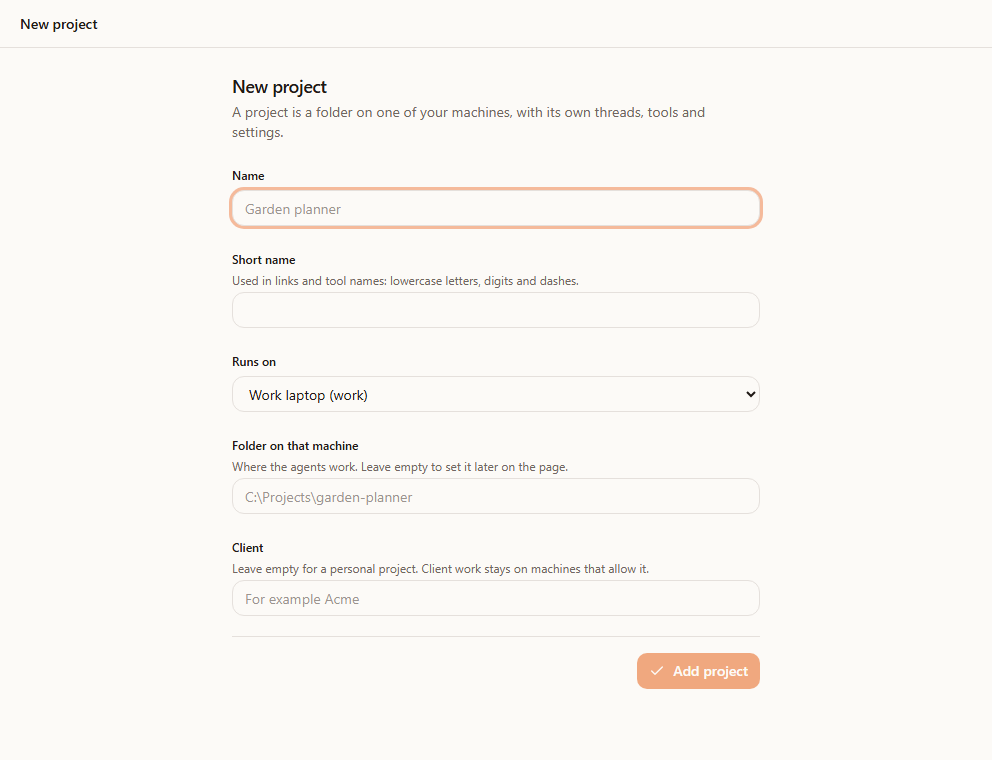 New project
New project
A project is a folder on one of your machines, with its own threads, tools and
settings.
Name
Garden planner
Short name
Used in links and tool names: lowercase letters, digits and dashes.
Runs on
Work laptop (work)
Folder on that machine
Where the agents work. Leave empty to set it later on the page.
C:\Projects\garden-planner
Client
Leave empty for a personal project. Client work stays on machines that allow it.
For example Acme
Add project